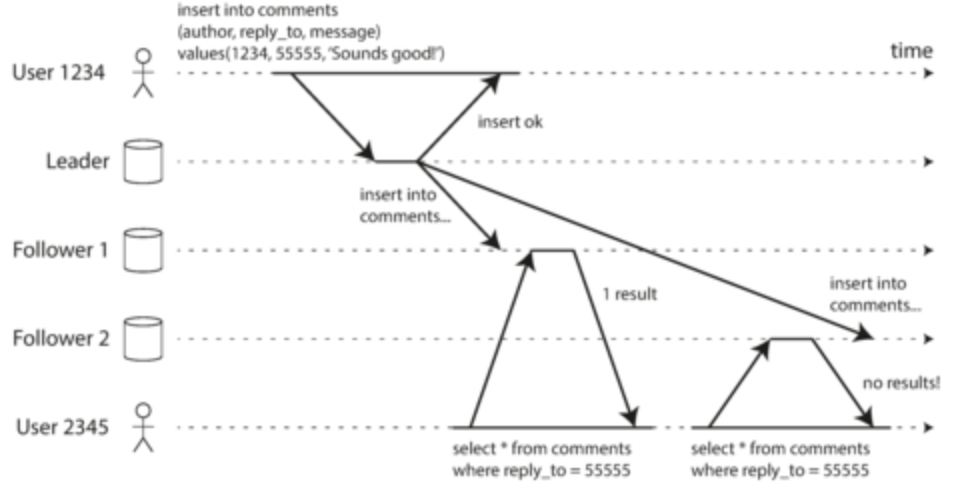 insert into comments
(author, reply_to, message)
values(1234, 55555, 'Sounds good!')
time
User 1234
insert ok
Leader
insert into
comments...
Follower 1
1 result
insert into
comments...
Follower 2
no results!
User 2345
select * from comments
where reply_to = 55555
select * from comments
where reply_to = 55555